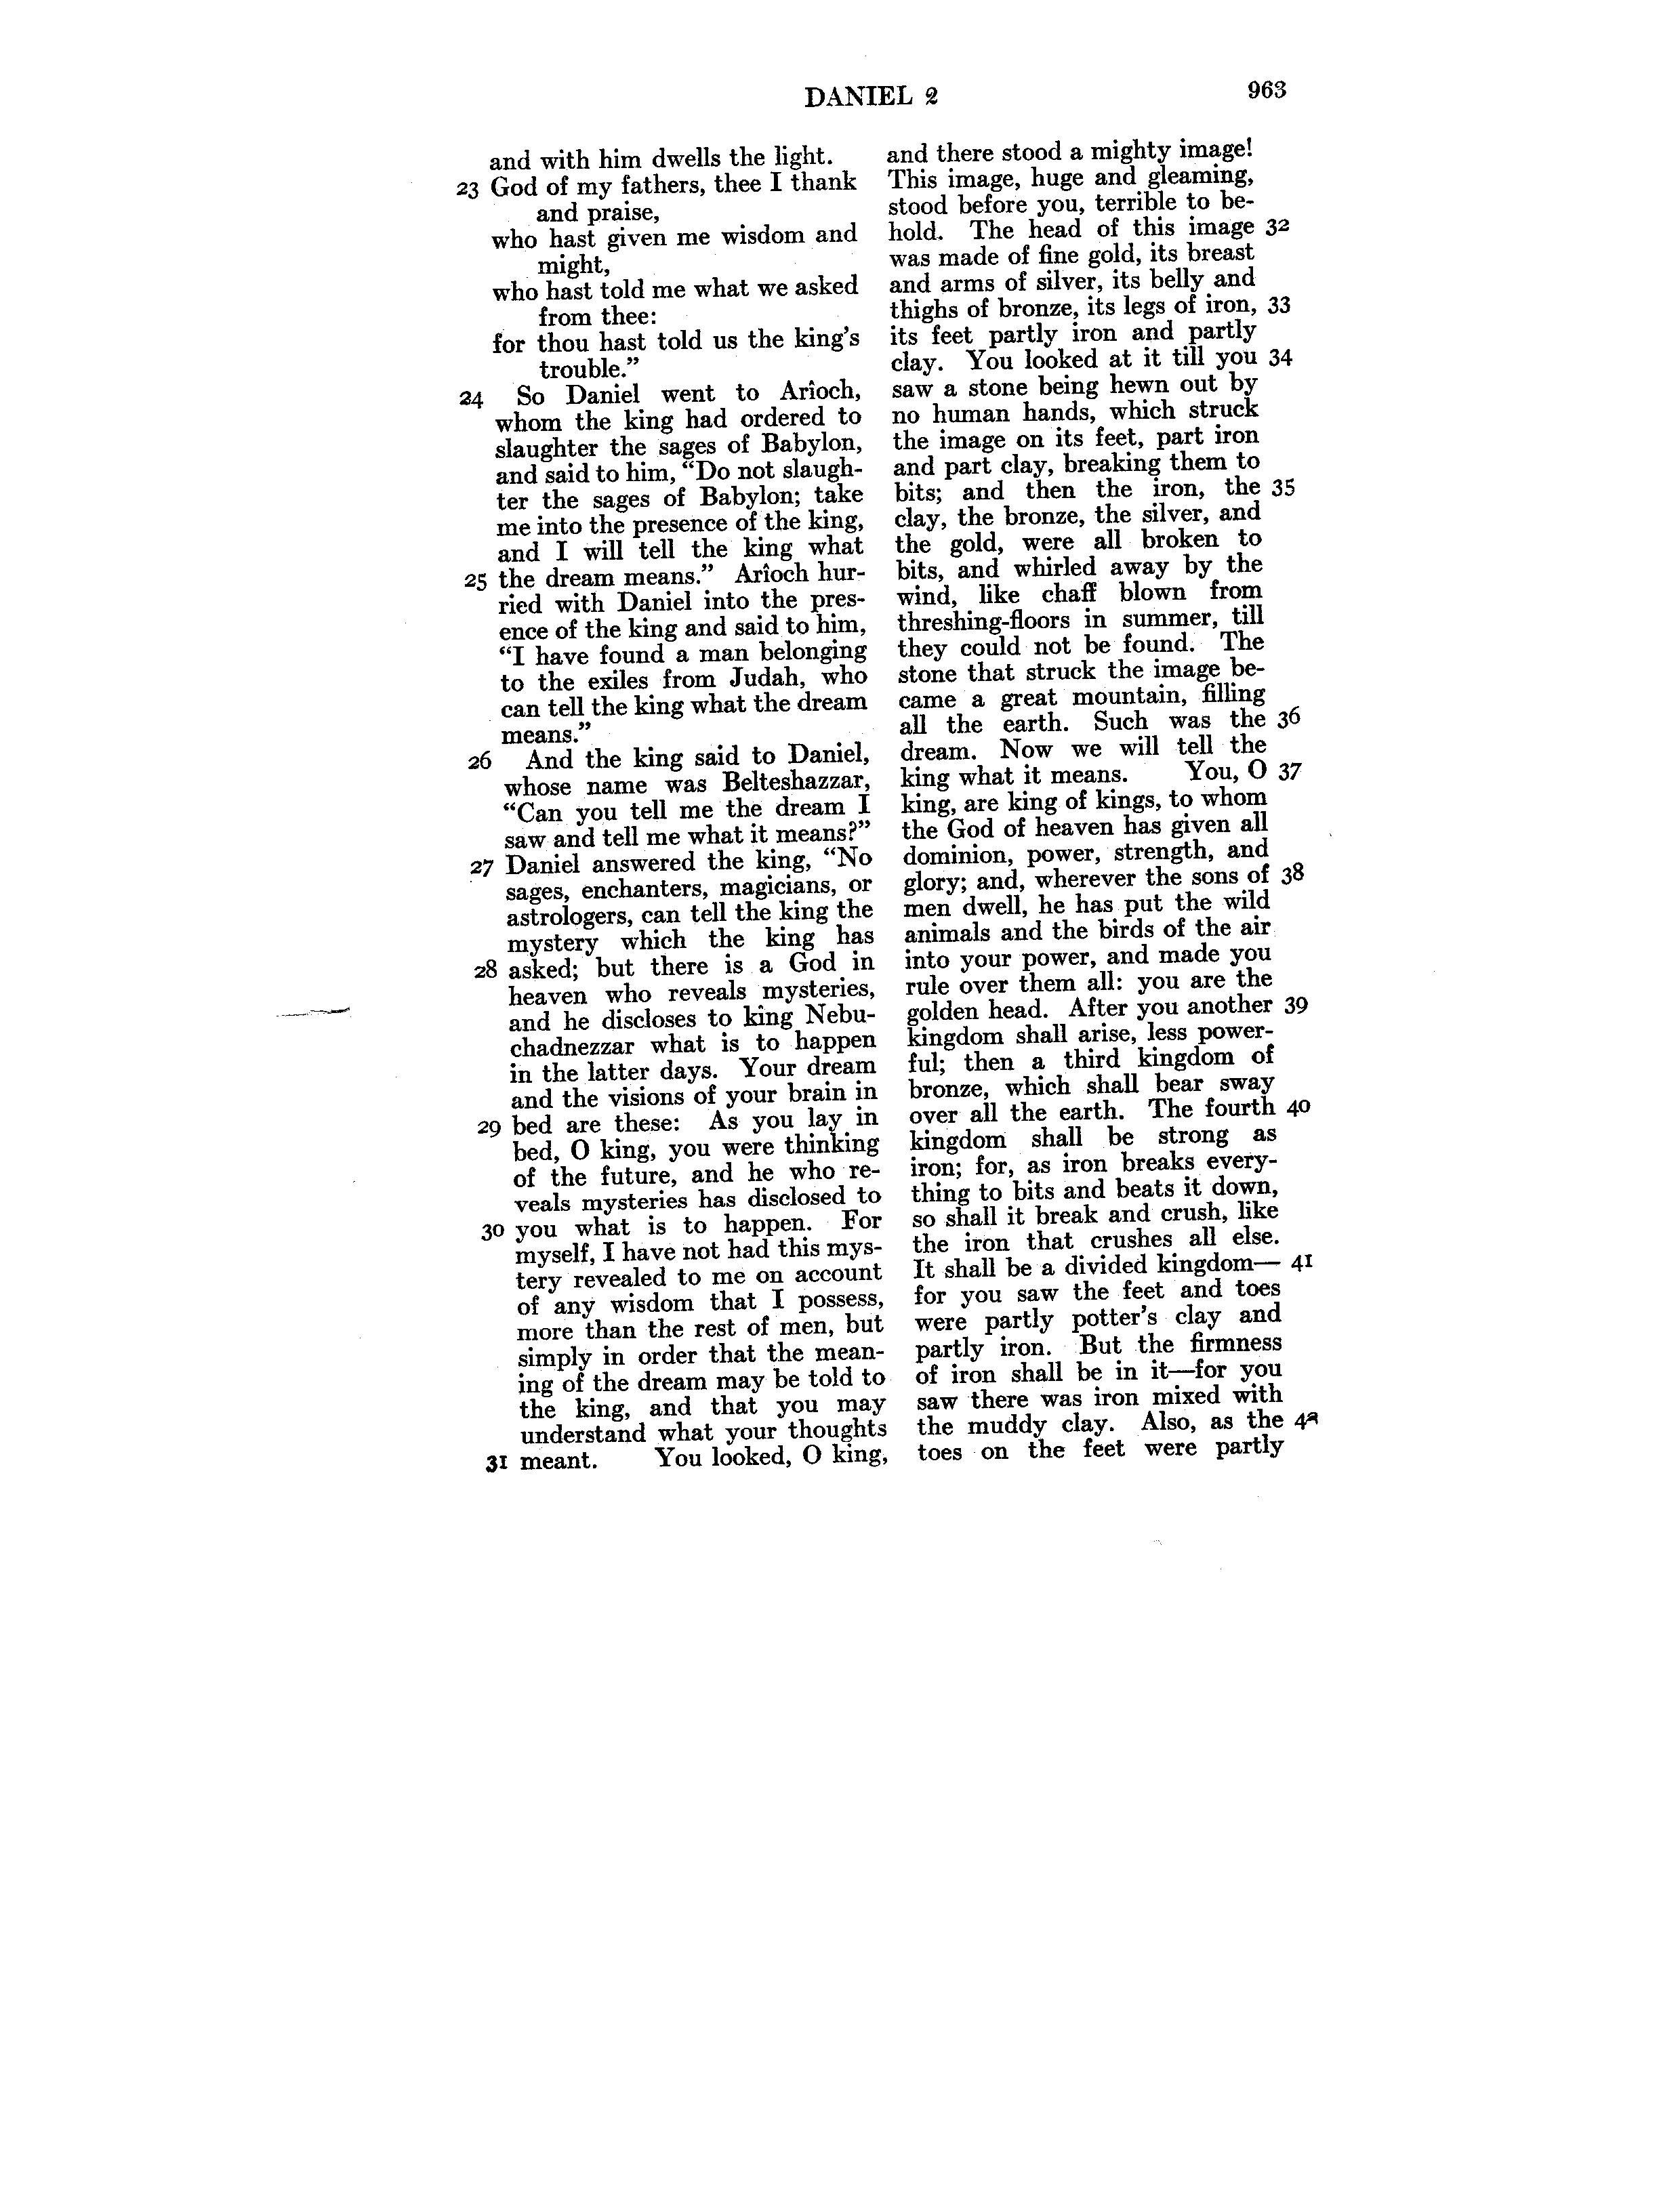 DANIEL 2
963
and with him dwells the light.
23 God of my fathers, thee I thank
and praise,
who hast given me wisdom and
might,
who hast told me what we asked
from thee:
for thou hast told us the king's
trouble.”
24 So Daniel went to Arîoch,
whom the king had ordered to
slaughter the sages of Babylon,
and said to him, “Do not slaugh-
ter the sages of Babylon; take
me into the presence of the king,
and I will tell the king what
25 the dream means.” Arîoch hur-
ried with Daniel into the pres-
ence of the king and said to him,
“I have found a man belonging
to the exiles from Judah, who
can tell the king what the dream
means.”
26 And the king said to Daniel,
whose name was Belteshazzar,
“Can you tell me the dream I
saw and tell me what it means?”
27 Daniel answered the king, “No
sages, enchanters, magicians, or
astrologers, can tell the king the
mystery which the king has
28 asked; but there is a God in
heaven who reveals mysteries,
and he discloses to king Nebu-
chadnezzar what is to happen
in the latter days. Your dream
and the visions of your brain in
29 bed are these: As you lay in
bed, O king, you were thinking
of the future, and he who re-
veals mysteries has disclosed to
30 you what is to happen. For
myself, I have not had this mys-
tery revealed to me on account
of any wisdom that I possess,
more than the rest of men, but
simply in order that the mean-
ing of the dream may be told to
the king, and that you may
understand what your thoughts
31 meant. You looked, O king,
and there stood a mighty image!
This image, huge and gleaming,
stood before you, terrible to be-
hold. The head of this image 32
was made of fine gold, its breast
and arms of silver, its belly and
thighs of bronze, its legs of iron, 33
its feet partly iron and partly
clay. You looked at it till you 34
saw a stone being hewn out by
no human hands, which struck
the image on its feet, part iron
and part clay, breaking them to
bits; and then the iron, the 35
clay, the bronze, the silver, and
the gold, were all broken to
bits, and whirled away by the
wind, like chaff blown from
threshing-floors in summer, till
they could not be found. The
stone that struck the image be-
came a great mountain, filling
all the earth. Such was the 36
dream. Now we will tell the
king what it means. You, O 37
king, are king of kings, to whom
the God of heaven has given all
dominion, power, strength, and
glory; and, wherever the sons of 38
men dwell, he has put the wild
animals and the birds of the air
into your power, and made you
rule over them all: you are the
golden head. After you another 39
kingdom shall arise, less power-
ful; then a third kingdom of
bronze, which shall bear sway
over all the earth. The fourth 40
kingdom shall be strong as
iron; for, as iron breaks every-
thing to bits and beats it down,
so shall it break and crush, like
the iron that crushes all else.
It shall be a divided kingdom— 41
for you saw the feet and toes
were partly potter's clay and
partly iron. But the firmness
of iron shall be in it—for you
saw there was iron mixed with
the muddy clay. Also, as the 42
toes on the feet were partly